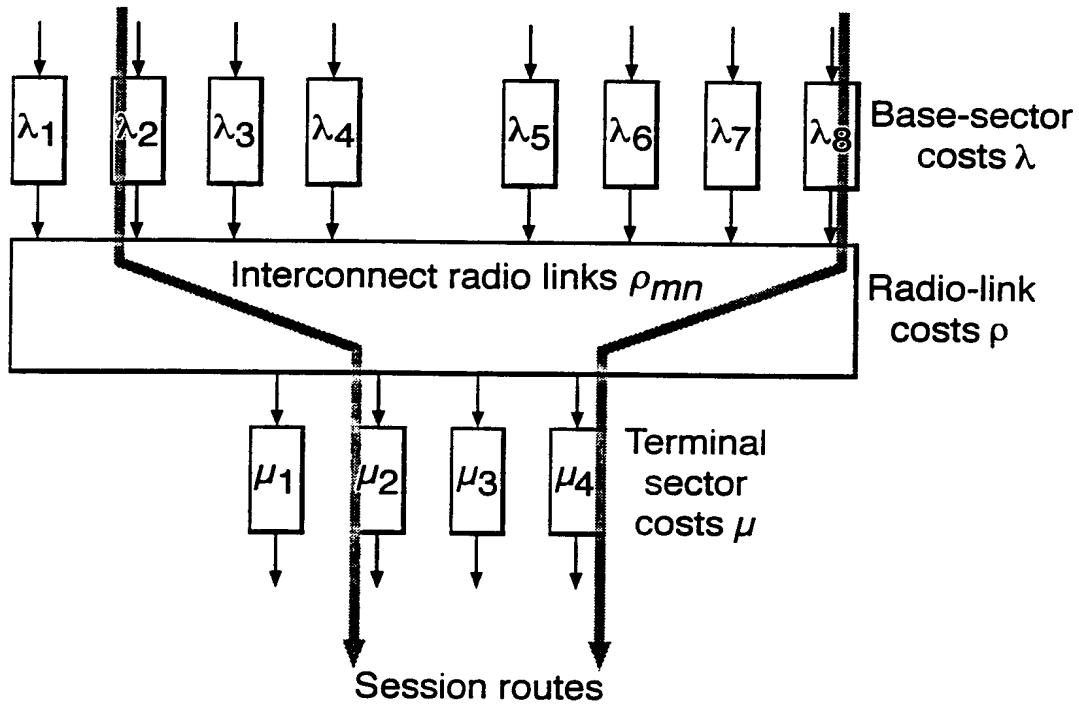 λ1 λ2 λ3 λ4 λ5 λ6 λ7 λ8
Base-sector
costs λ
Interconnect radio links ρmn
Radio-link
costs ρ
μ1 μ2 μ3 μ4
Terminal
sector
costs μ
Session routes